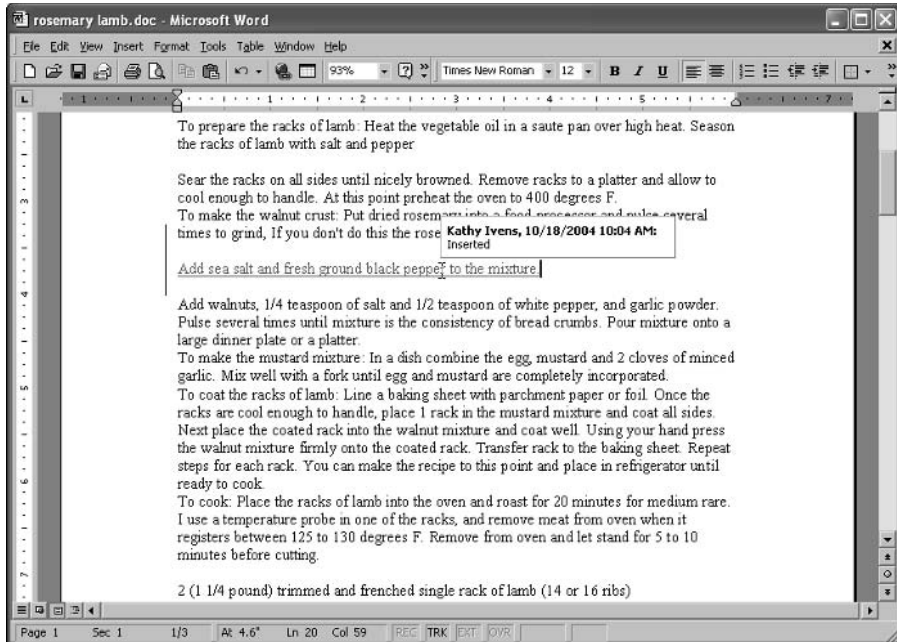 rosemary lamb.doc - Microsoft Word
File Edit View Insert Format Tools Table Window Help
93% Times New Roman 12 B I U
1 1 2 3 4 5 7
To prepare the racks of lamb: Heat the vegetable oil in a saute pan over high heat. Season
the racks of lamb with salt and pepper
Sear the racks on all sides until nicely browned. Remove racks to a platter and allow to
cool enough to handle. At this point preheat the oven to 400 degrees F.
To make the walnut crust: Put dried rosemary into a food processor and pulse several
times to grind, If you don't do this the rose
Kathy Ivens, 10/18/2004 10:04 AM:
Inserted
Add sea salt and fresh ground black pepper to the mixture.
Add walnuts, 1/4 teaspoon of salt and 1/2 teaspoon of white pepper, and garlic powder.
Pulse several times until mixture is the consistency of bread crumbs. Pour mixture onto a
large dinner plate or a platter.
To make the mustard mixture: In a dish combine the egg, mustard and 2 cloves of minced
garlic. Mix well with a fork until egg and mustard are completely incorporated.
To coat the racks of lamb: Line a baking sheet with parchment paper or foil. Once the
racks are cool enough to handle, place 1 rack in the mustard mixture and coat all sides.
Next place the coated rack into the walnut mixture and coat well. Using your hand press
the walnut mixture firmly onto the coated rack. Transfer rack to the baking sheet. Repeat
steps for each rack. You can make the recipe to this point and place in refrigerator until
ready to cook.
To cook: Place the racks of lamb into the oven and roast for 20 minutes for medium rare.
I use a temperature probe in one of the racks, and remove meat from oven when it
registers between 125 to 130 degrees F. Remove from oven and let stand for 5 to 10
minutes before cutting.
2 (1 1/4 pound) trimmed and frenched single rack of lamb (14 or 16 ribs)
Page 1 Sec 1 1/3 At 4.6" Ln 20 Col 59 REC TRK EXT OVR